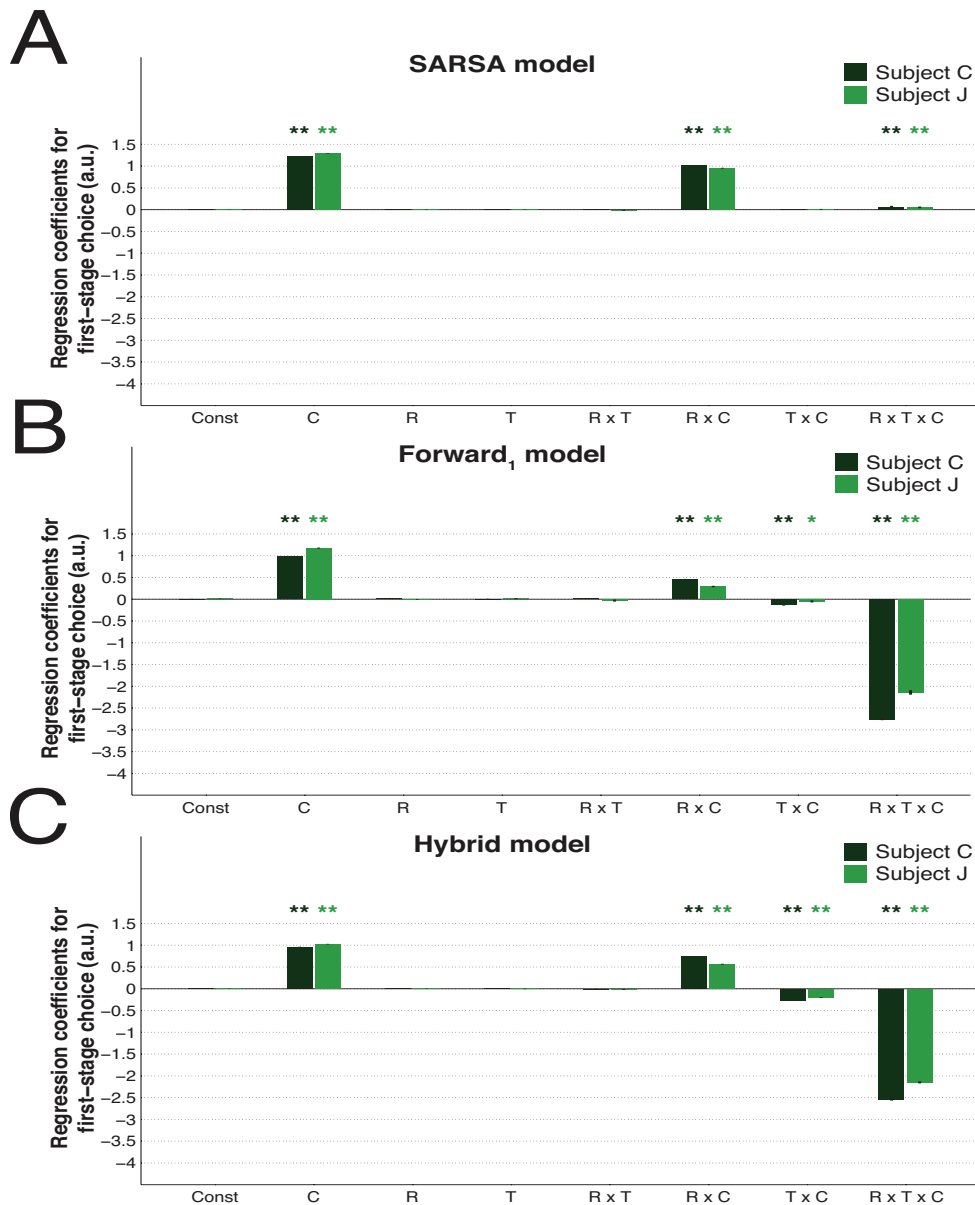 A
SARSA model
Subject C
Subject J
** ** ** ** ** **
Regression coefficients for
first−stage choice (a.u.)
1.5
1
0.5
0
−0.5
−1
−1.5
−2
−2.5
−3
−3.5
−4
Const C R T R x T R x C T x C R x T x C
B
Forward1 model
Subject C
Subject J
** ** ** ** ** * ** **
Regression coefficients for
first−stage choice (a.u.)
1.5
1
0.5
0
−0.5
−1
−1.5
−2
−2.5
−3
−3.5
−4
Const C R T R x T R x C T x C R x T x C
C
Hybrid model
Subject C
Subject J
** ** ** ** ** ** ** **
Regression coefficients for
first−stage choice (a.u.)
1.5
1
0.5
0
−0.5
−1
−1.5
−2
−2.5
−3
−3.5
−4
Const C R T R x T R x C T x C R x T x C